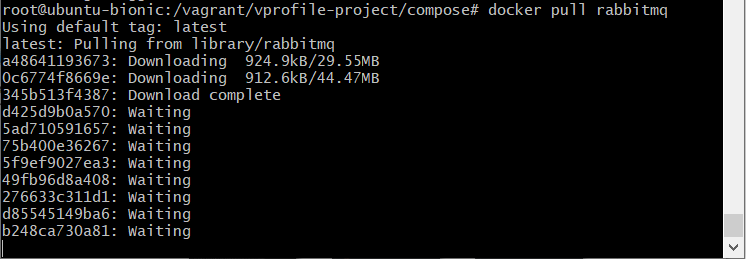 root@ubuntu-bionic:/vagrant/vprofile-project/compose# docker pull rabbitmq
Using default tag: latest
latest: Pulling from library/rabbitmq
a48641193673: Downloading  924.9kB/29.55MB
0c6774f8669e: Downloading  912.6kB/44.47MB
345b513f4387: Download complete
d425d9b0a570: Waiting
5ad710591657: Waiting
75b400e36267: Waiting
5f9ef9027ea3: Waiting
49fb96d8a408: Waiting
276633c311d1: Waiting
d85545149ba6: Waiting
b248ca730a81: Waiting